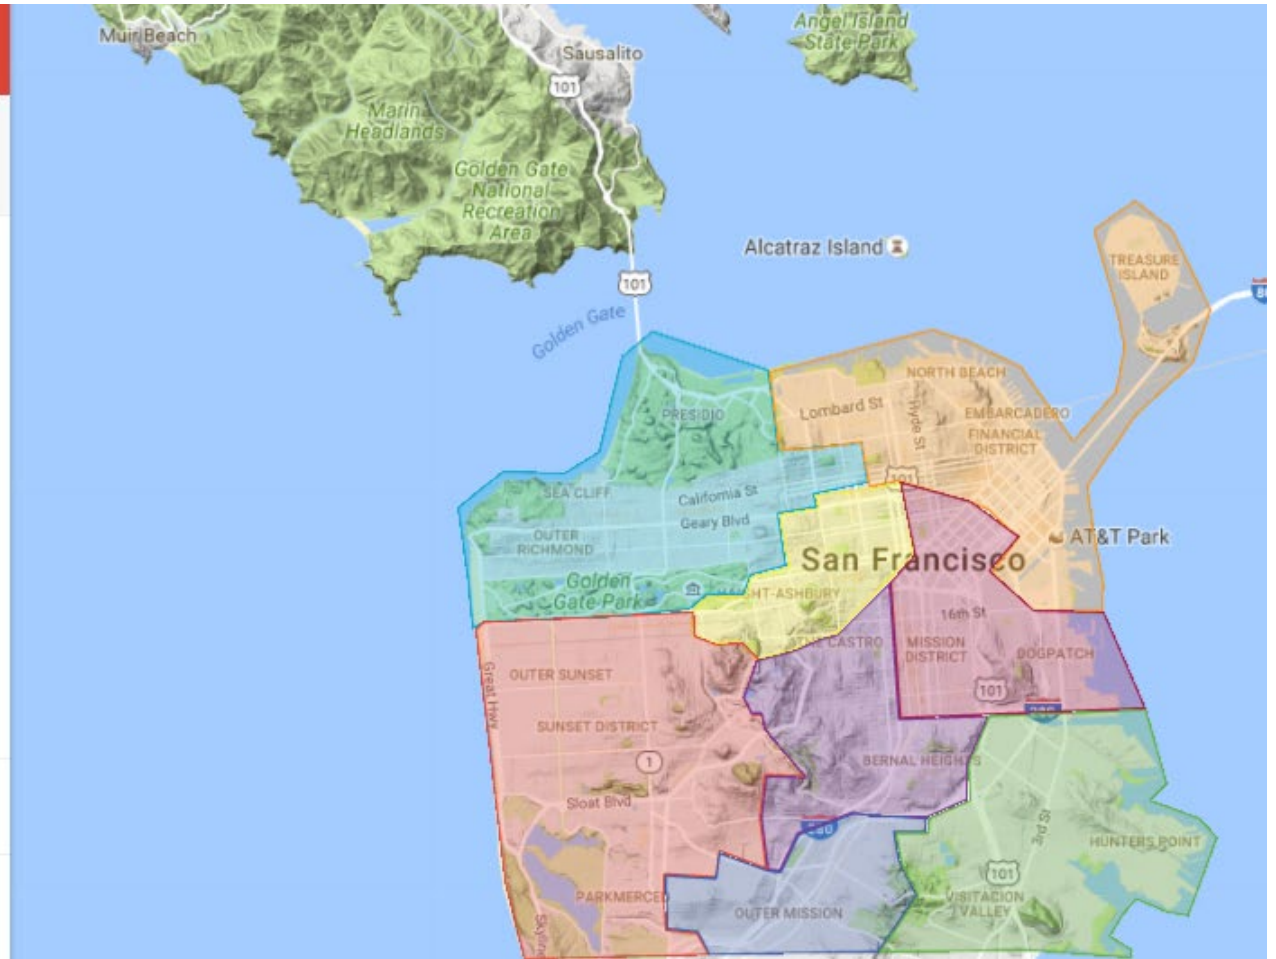 Muir Beach
Sausalito
Angel Island
State Park
101
Marin
Headlands
Golden Gate
National
Recreation
Area
Alcatraz Island
TREASURE
ISLAND
101
80
Golden Gate
NORTH BEACH
PRESIDIO
Lombard St
Hyde St
EMBARCADERO
FINANCIAL
DISTRICT
101
SEA CLIFF
California St
Geary Blvd
OUTER
RICHMOND
AT&T Park
San Francisco
Golden
Gate Park
HAIGHT-ASHBURY
16th St
THE CASTRO
MISSION
DISTRICT
DOGPATCH
OUTER SUNSET
101
Great Hwy
280
SUNSET DISTRICT
1
BERNAL HEIGHTS
Sloat Blvd
280
3rd St
HUNTERS POINT
101
PARKMERCED
VISITACION
VALLEY
OUTER MISSION